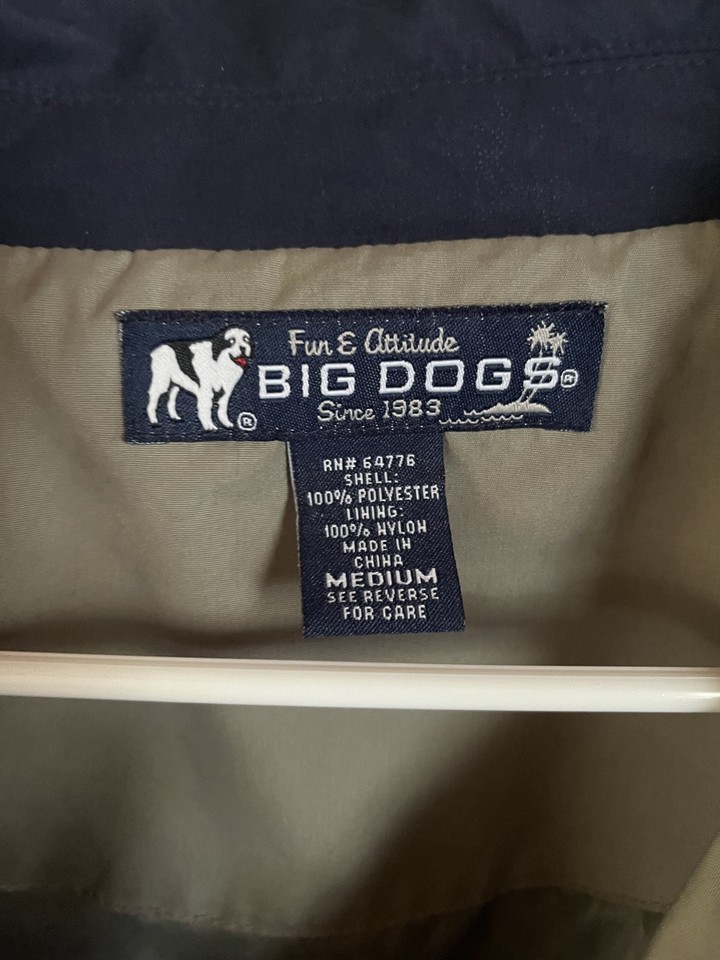 Fun & Attitude
BIG DOGS®
®
Since 1983
RN# 64776
SHELL:
100% POLYESTER
LINING:
100% NYLON
MADE IN
CHINA
MEDIUM
SEE REVERSE
FOR CARE